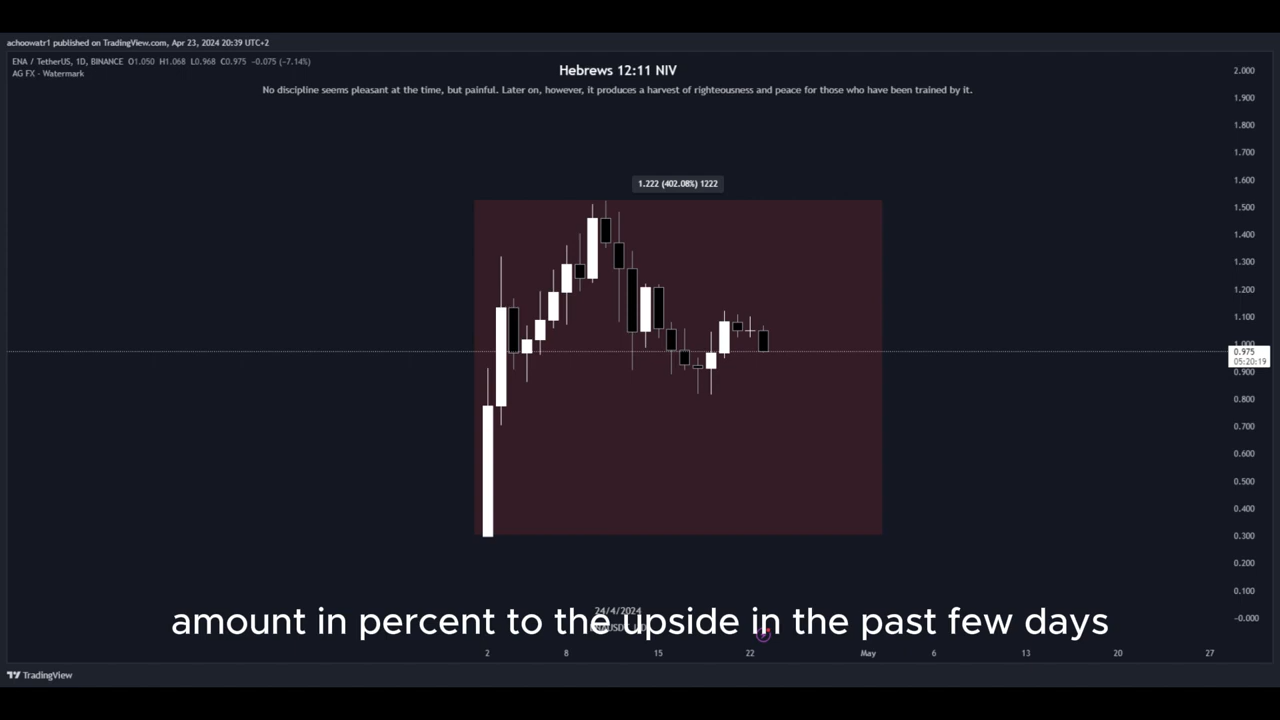 achoowatr1 published on TradingView.com, Apr 23, 2024 20:39 UTC+2
ENA / TetherUS, 1D, BINANCE O1.050 H1.068 L0.968 C0.975 −0.075 (−7.14%)
AG FX - Watermark
Hebrews 12:11 NIV
No discipline seems pleasant at the time, but painful. Later on, however, it produces a harvest of righteousness and peace for those who have been trained by it.
1.222 (402.08%) 1222
2.000
1.900
1.800
1.700
1.600
1.500
1.400
1.300
1.200
1.100
1.000
0.975
05:20:19
0.900
0.800
0.700
0.600
0.500
0.400
0.300
0.200
0.100
-0.000
24/4/2024
amount in percent to the upside in the past few days
2 8 15 22 May 6 13 20 27
TradingView